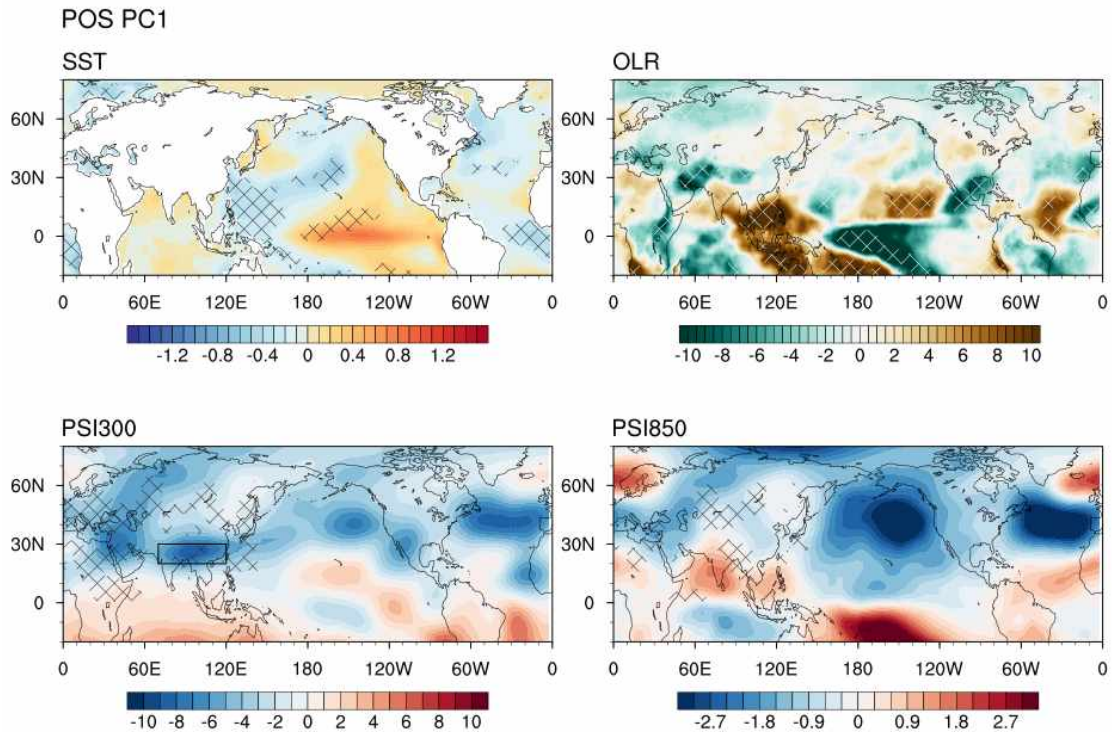 POS PC1
SST
OLR
60N
30N
0
60N
30N
0
0 60E 120E 180 120W 60W 0
0 60E 120E 180 120W 60W 0
-1.2 -0.8 -0.4 0 0.4 0.8 1.2
-10 -8 -6 -4 -2 0 2 4 6 8 10
PSI300
PSI850
60N
30N
0
60N
30N
0
0 60E 120E 180 120W 60W 0
0 60E 120E 180 120W 60W 0
-10 -8 -6 -4 -2 0 2 4 6 8 10
-2.7 -1.8 -0.9 0 0.9 1.8 2.7